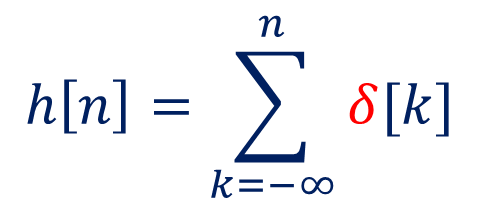 n
h[n] = ∑ δ[k]
k=−∞